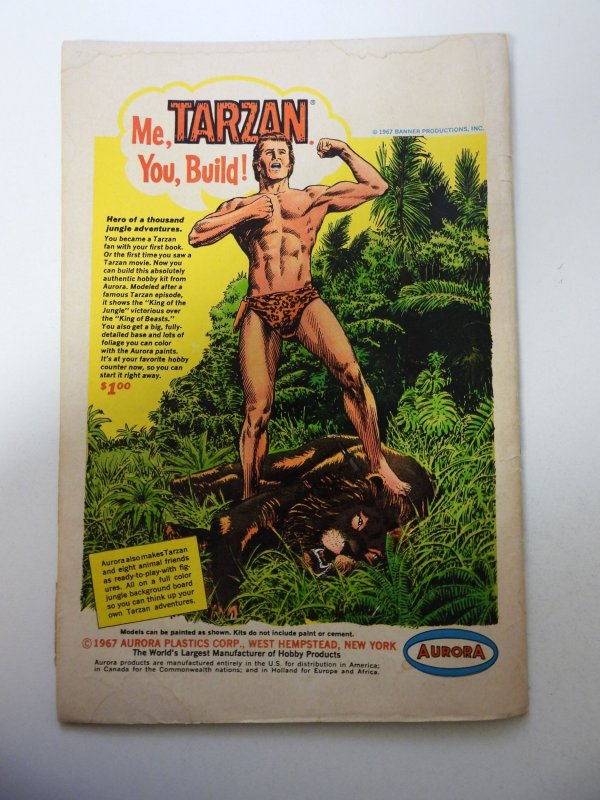 Me, TARZAN®.
You, Build!
© 1967 BANNER PRODUCTIONS, INC.
Hero of a thousand
jungle adventures.
You became a Tarzan
fan with your first book.
Or the first time you saw a
Tarzan movie. Now you
can build this absolutely
authentic hobby kit from
Aurora. Modeled after a
famous Tarzan episode,
it shows the "King of the
Jungle" victorious over
the "King of Beasts."
You also get a big, fully-
detailed base and lots of
foliage you can color
with the Aurora paints.
It's at your favorite hobby
counter now, so you can
start it right away.
$1.00
Aurora also makes Tarzan
and eight animal friends
as ready-to-play-with fig-
ures. All on a full color
jungle background board
so you can think up your
own Tarzan adventures.
Models can be painted as shown. Kits do not include paint or cement.
© 1967 AURORA PLASTICS CORP., WEST HEMPSTEAD, NEW YORK
The World's Largest Manufacturer of Hobby Products
Aurora products are manufactured entirely in the U.S. for distribution in America;
in Canada for the Commonwealth nations; and in Holland for Europe and Africa.
AURORA